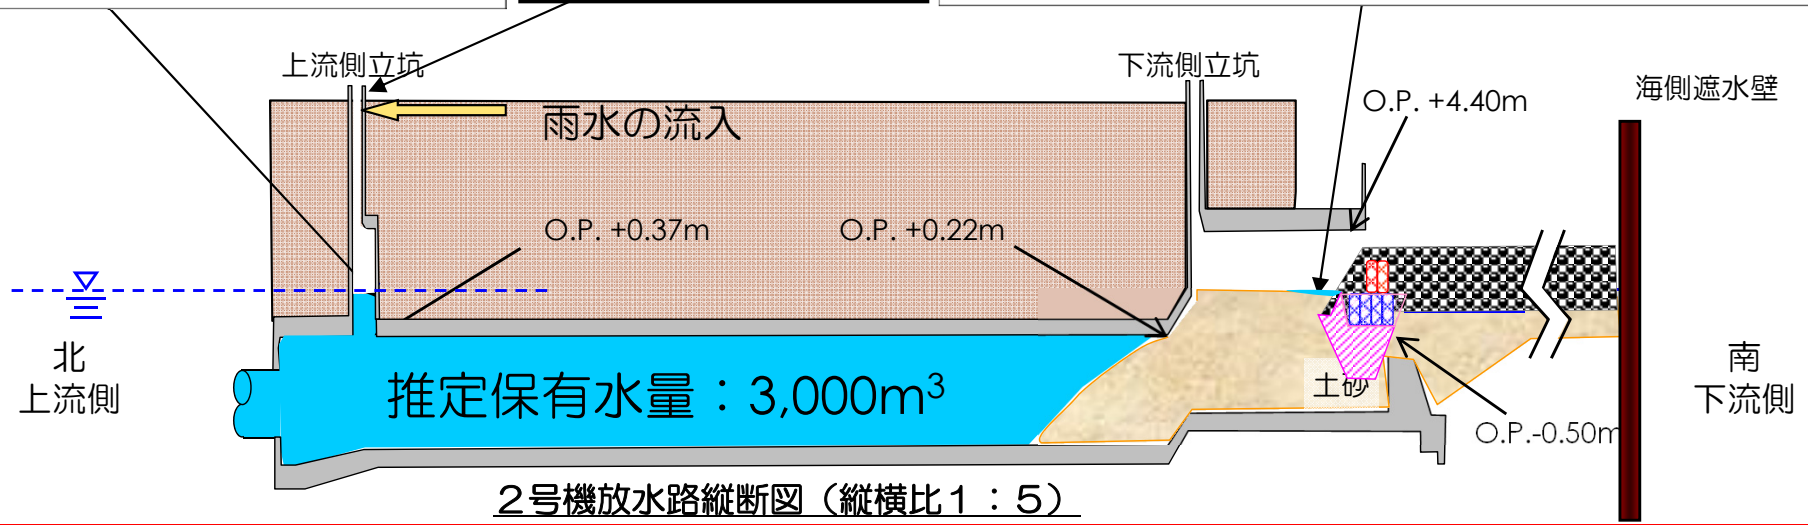 上流側立坑
下流側立坑
海側遮水壁
雨水の流入
O.P. +4.40m
O.P. +0.37m
O.P. +0.22m
北
上流側
推定保有水量：3,000m³
土砂
O.P.-0.50m
南
下流側
２号機放水路縦断図（縦横比１：５）